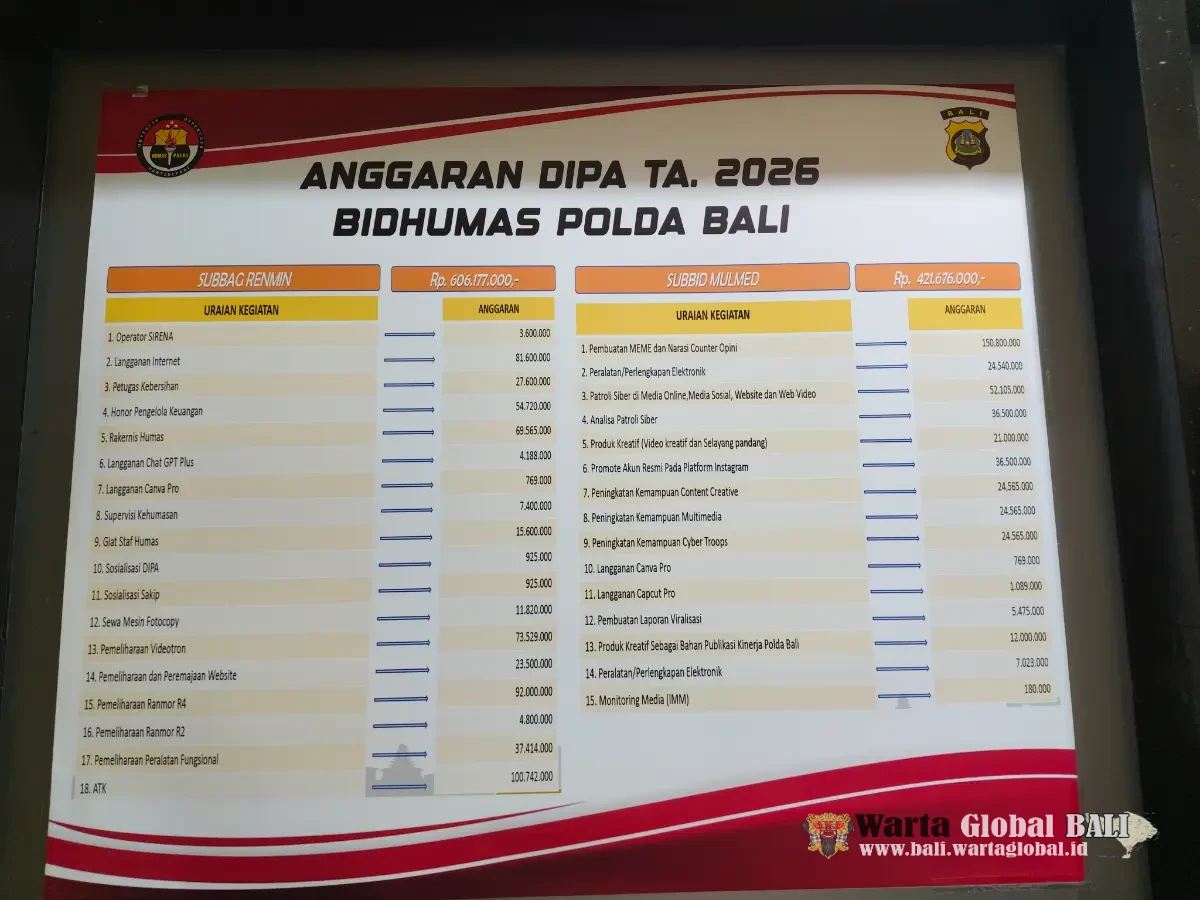 BALI
HUMAS POLRI
ANGGARAN DIPA TA. 2026
BIDHUMAS POLDA BALI
SUBBAG RENMIN Rp. 606.177.000,-
URAIAN KEGIATAN ANGGARAN
1. Operator SIRENA 3.600.000
2. Langganan Internet 81.600.000
3. Petugas Kebersihan 27.600.000
4. Honor Pengelola Keuangan 54.720.000
5. Rakernis Humas 69.565.000
6. Langganan Chat GPT Plus 4.188.000
7. Langganan Canva Pro 769.000
8. Supervisi Kehumasan 7.400.000
9. Giat Staf Humas 15.600.000
10. Sosialisasi DIPA 925.000
11. Sosialisasi Sakip 925.000
12. Sewa Mesin Fotocopy 11.820.000
13. Pemeliharaan Videotron 73.529.000
14. Pemeliharaan dan Peremajaan Website 23.500.000
15. Pemeliharaan Ranmor R4 92.000.000
16. Pemeliharaan Ranmor R2 4.800.000
17. Pemeliharaan Peralatan Fungsional 37.414.000
18. ATK 100.742.000
SUBBID MULMED Rp. 421.676.000,-
URAIAN KEGIATAN ANGGARAN
1. Pembuatan MEME dan Narasi Counter Opini 150.800.000
2. Peralatan/Perlengkapan Elektronik 24.540.000
3. Patroli Siber di Media Online,Media Sosial, Website dan Web Video 52.105.000
4. Analisa Patroli Siber 36.500.000
5. Produk Kreatif (Video kreatif dan Selayang pandang) 21.000.000
6. Promote Akun Resmi Pada Platform Instagram 36.500.000
7. Peningkatan Kemampuan Content Creative 24,565.000
8. Peningkatan Kemampuan Multimedia 24.565.000
9. Peningkatan Kemampuan Cyber Troops 24.565.000
10. Langganan Canva Pro 769.000
11. Langganan Capcut Pro 1.089.000
12. Pembuatan Laporan Viralisasi 5.475.000
13. Produk Kreatif Sebagai Bahan Publikasi Kinerja Polda Bali 12.000.000
14. Peralatan/Perlengkapan Elektronik 7.023.000
15. Monitoring Media (IMM) 180.000
Warta Global BALI
www.bali.wartaglobal.id